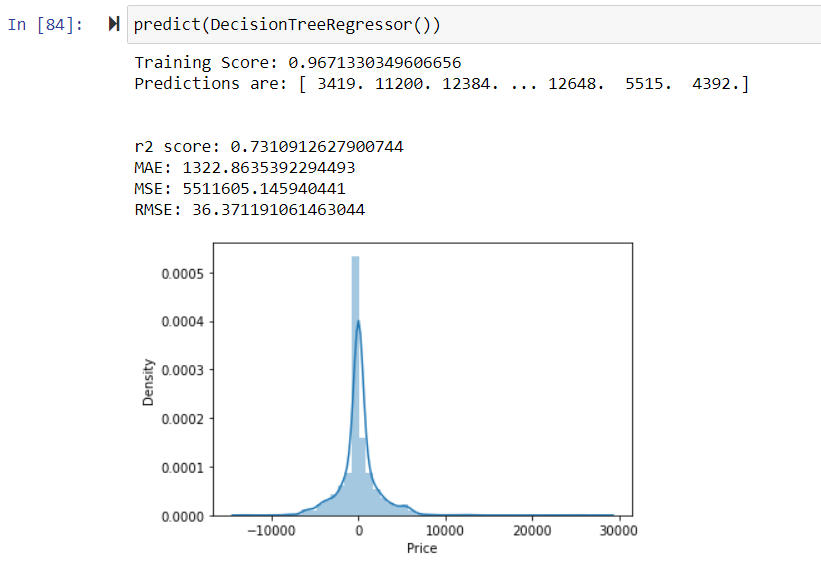 In [84]: predict(DecisionTreeRegressor())
Training Score: 0.9671330349606656
Predictions are: [ 3419. 11200. 12384. ... 12648.  5515.  4392.]
r2 score: 0.7310912627900744
MAE: 1322.8635392294493
MSE: 5511605.145940441
RMSE: 36.371191061463044
0.0005
0.0004
0.0003
0.0002
0.0001
0.0000
Density
−10000 0 10000 20000 30000
Price